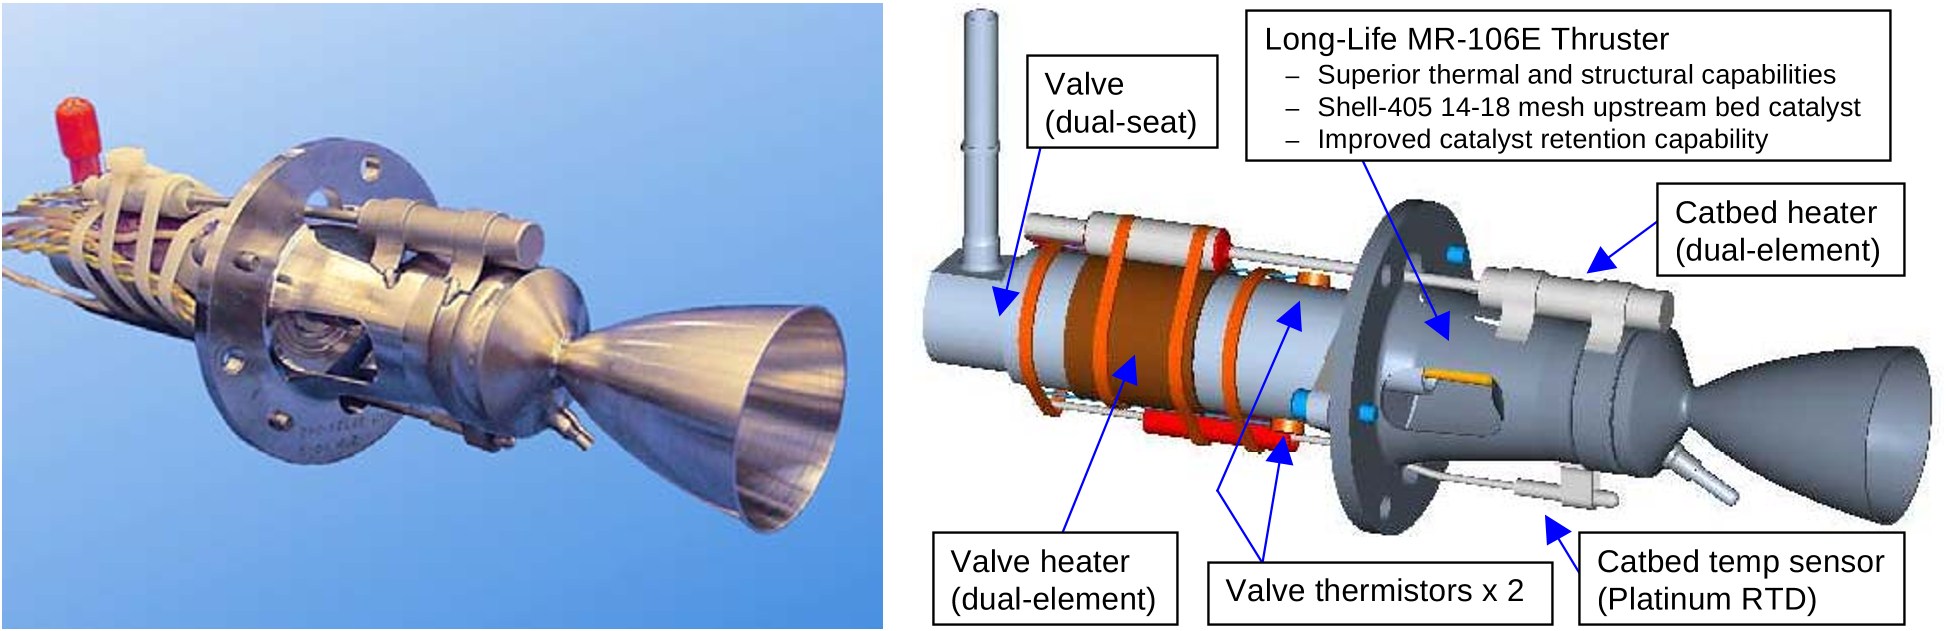 Valve
(dual-seat)
Long-Life MR-106E Thruster
– Superior thermal and structural capabilities
– Shell-405 14-18 mesh upstream bed catalyst
– Improved catalyst retention capability
Catbed heater
(dual-element)
Valve heater
(dual-element)
Valve thermistors x 2
Catbed temp sensor
(Platinum RTD)